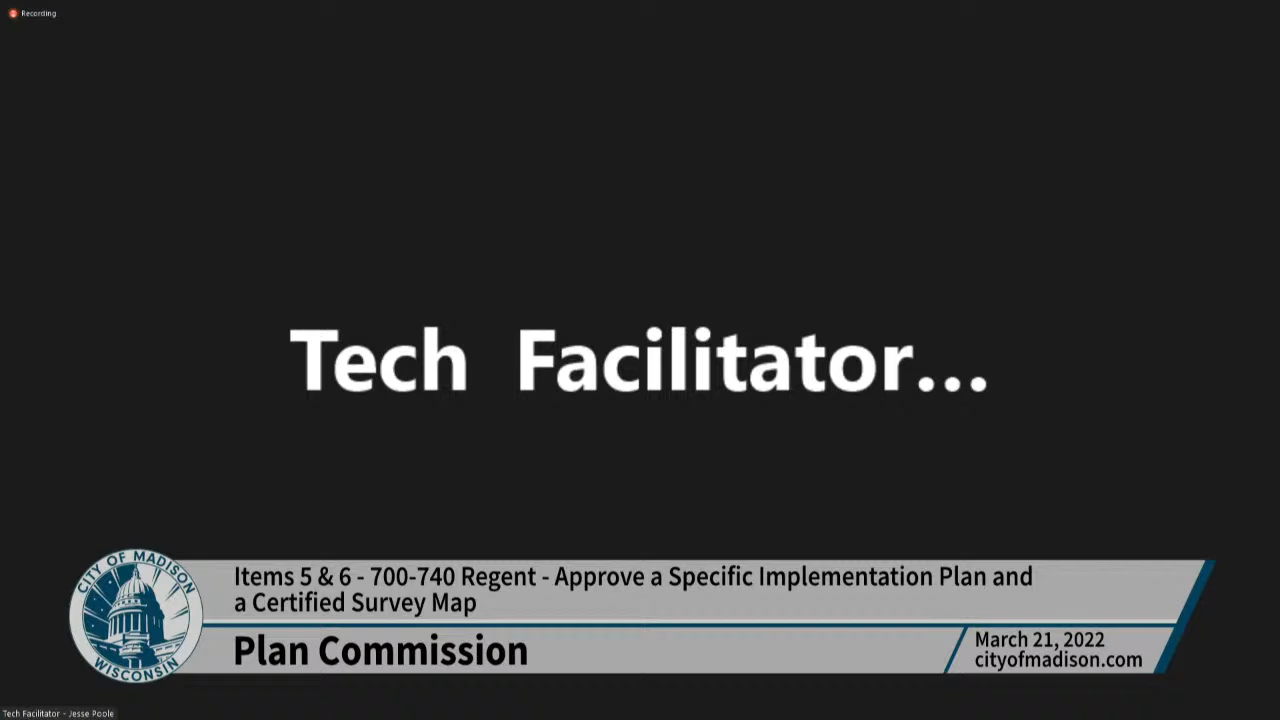 Recording
Tech Facilitator...
CITY OF MADISON
WISCONSIN
Items 5 & 6 - 700-740 Regent - Approve a Specific Implementation Plan and
a Certified Survey Map
Plan Commission
March 21, 2022
cityofmadison.com
Tech Facilitator - Jesse Poole